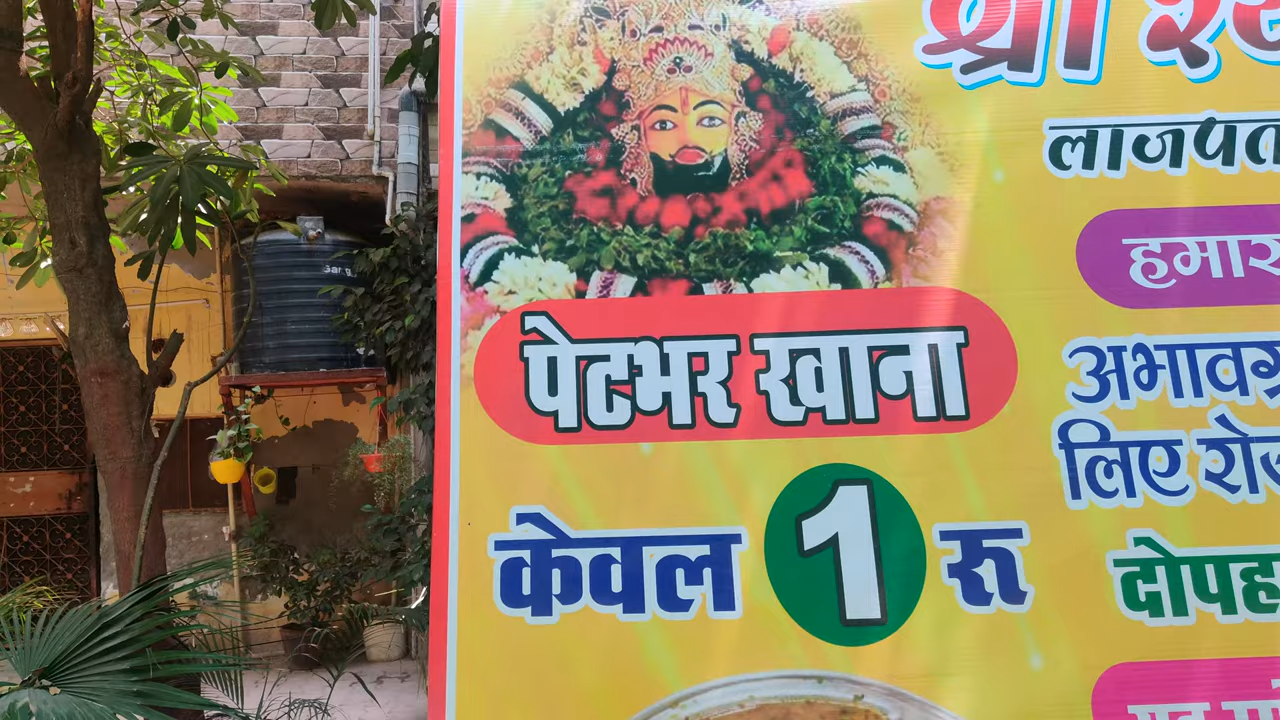 श्री
लाजपत
हमार
पेटभर खाना
अभावग्र
लिए रो
केवल 1 रू
दोपह